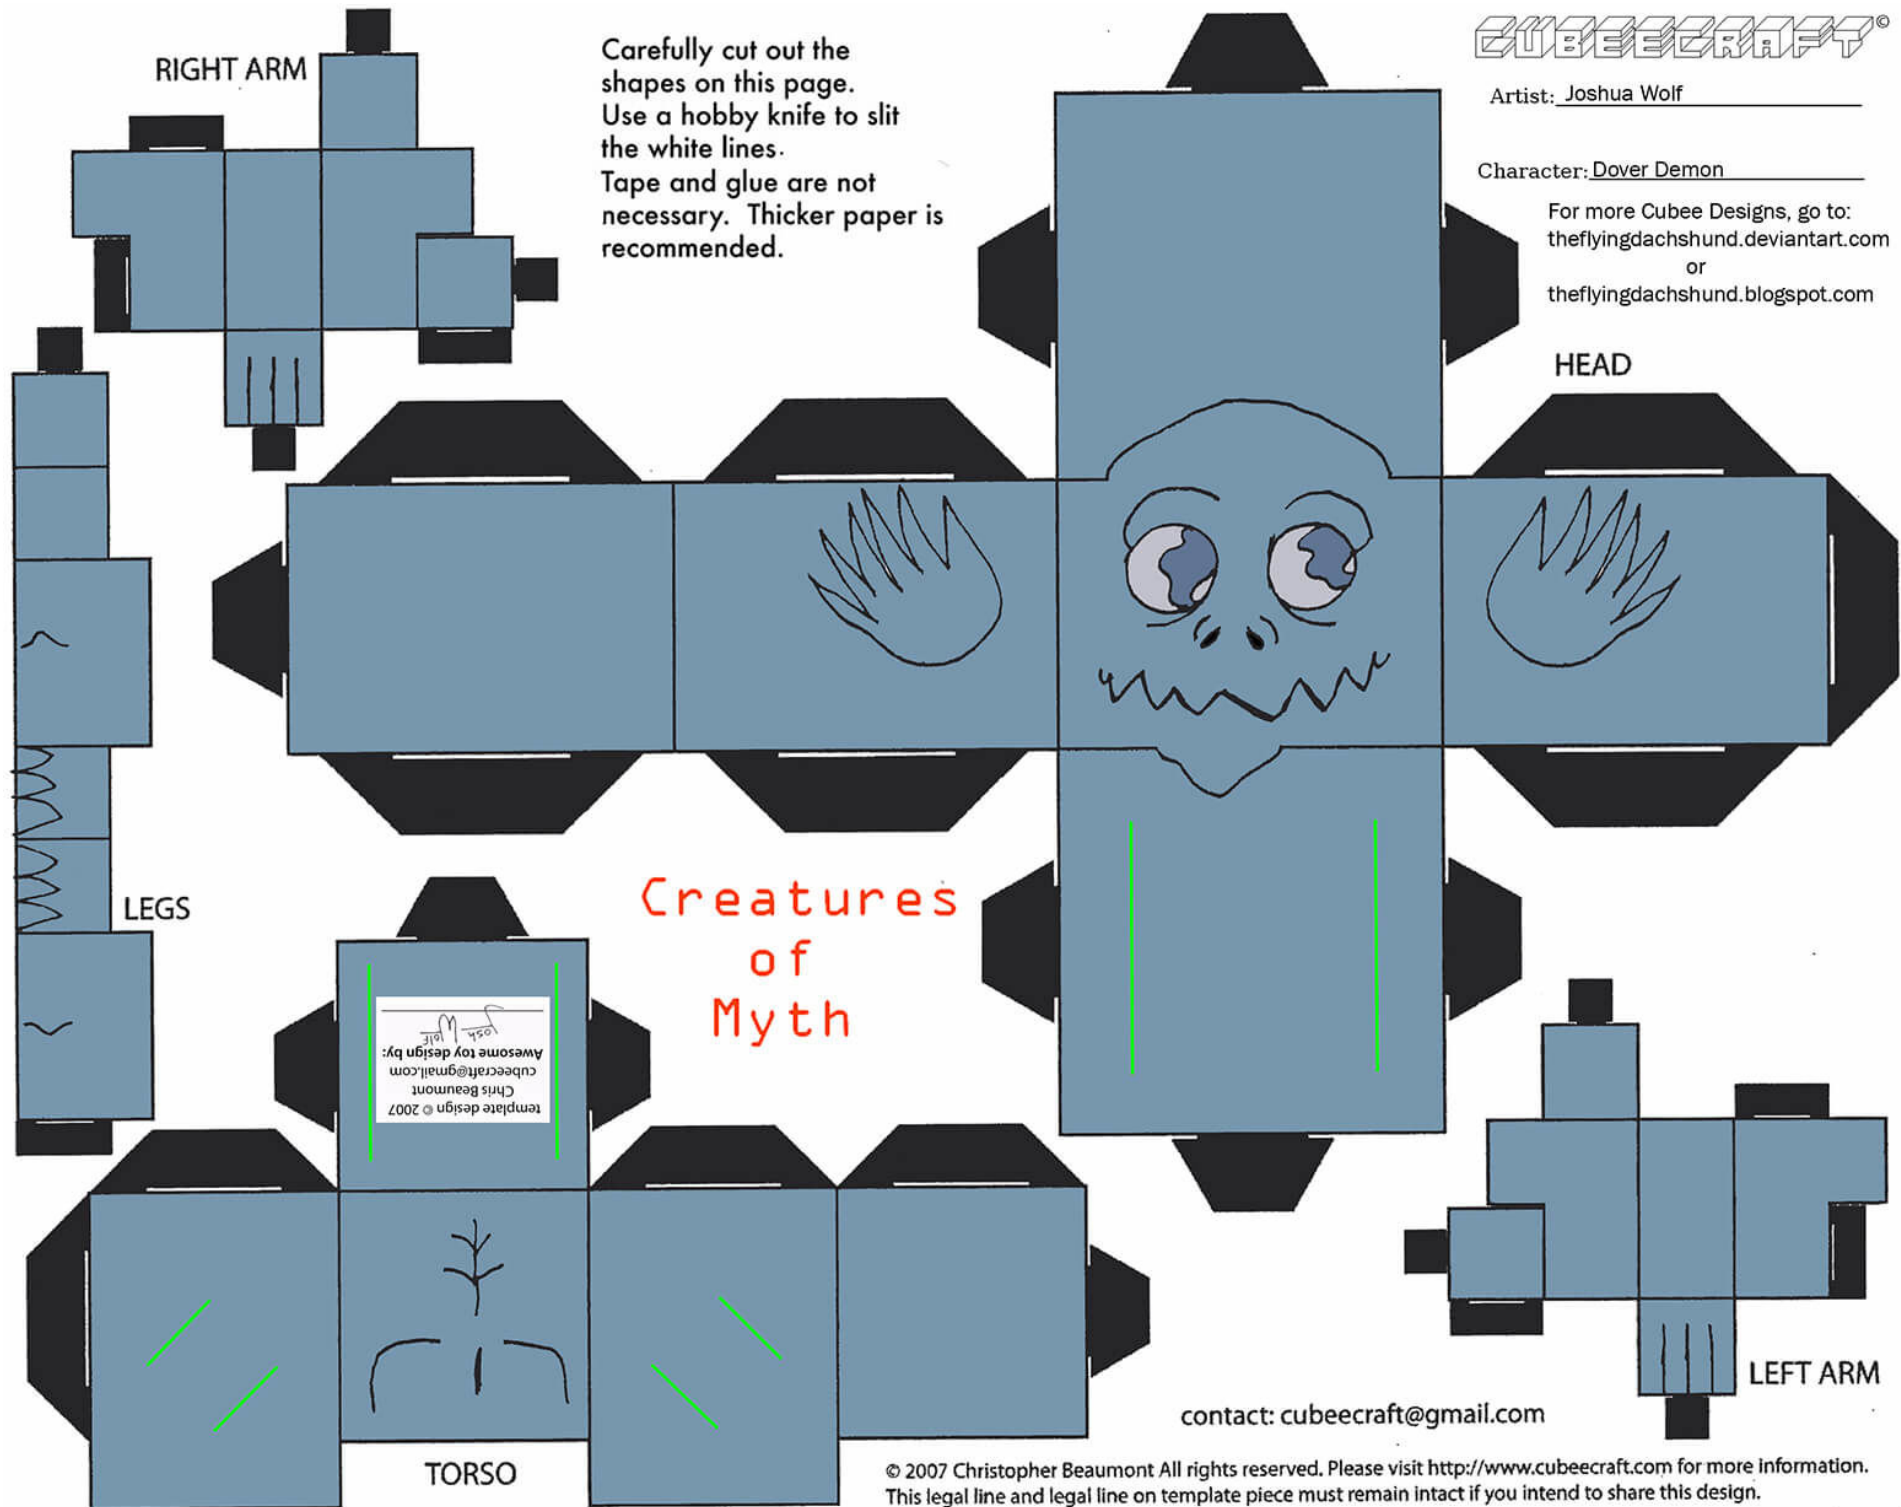 RIGHT ARM
Carefully cut out the
shapes on this page.
Use a hobby knife to slit
the white lines.
Tape and glue are not
necessary. Thicker paper is
recommended.
CUBEECRAFT©
Artist: Joshua Wolf
Character: Dover Demon
For more Cubee Designs, go to:
theflyingdachshund.deviantart.com
or
theflyingdachshund.blogspot.com
HEAD
LEGS
Creatures
of
Myth
template design © 2007
Chris Beaumont
cubeecraft@gmail.com
Awesome toy design by:
Josh Wolf
TORSO
LEFT ARM
contact: cubeecraft@gmail.com
© 2007 Christopher Beaumont All rights reserved. Please visit http://www.cubeecraft.com for more information.
This legal line and legal line on template piece must remain intact if you intend to share this design.